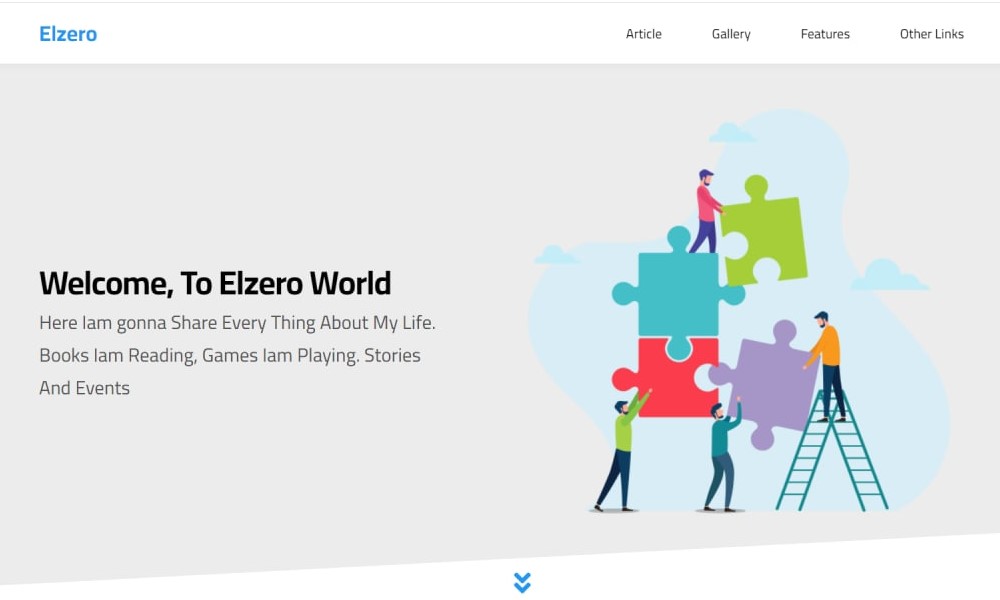 Elzero
Article
Gallery
Features
Other Links
Welcome, To Elzero World
Here Iam gonna Share Every Thing About My Life.
Books Iam Reading, Games Iam Playing. Stories
And Events